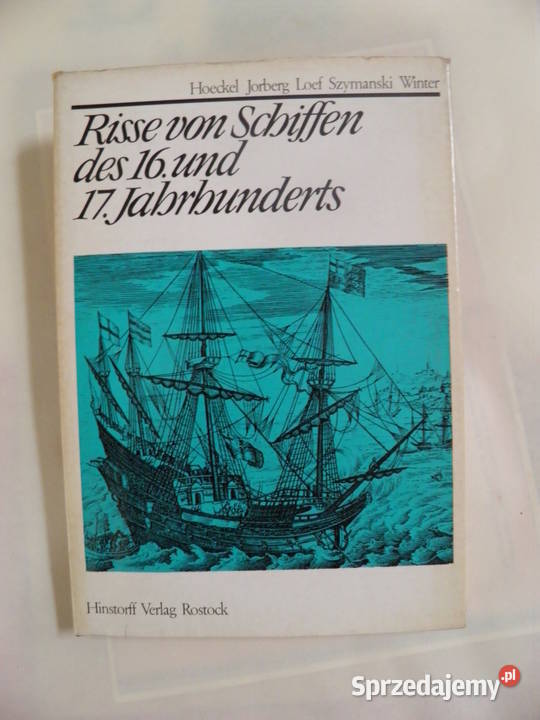 Hoeckel Jorberg Loef Szymanski Winter
Risse von Schiffen
des 16. und
17. Jahrhunderts
Hinstorff Verlag Rostock
Sprzedajemy.pl